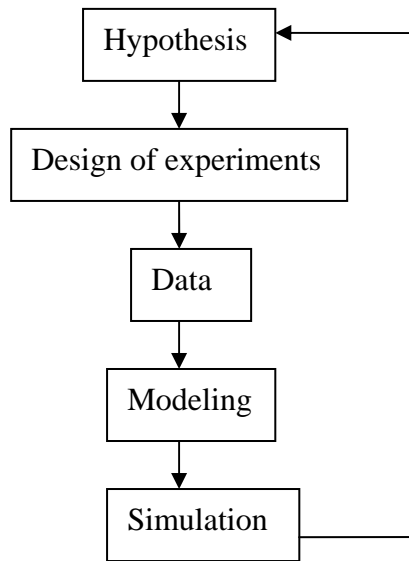 Hypothesis
Design of experiments
Data
Modeling
Simulation